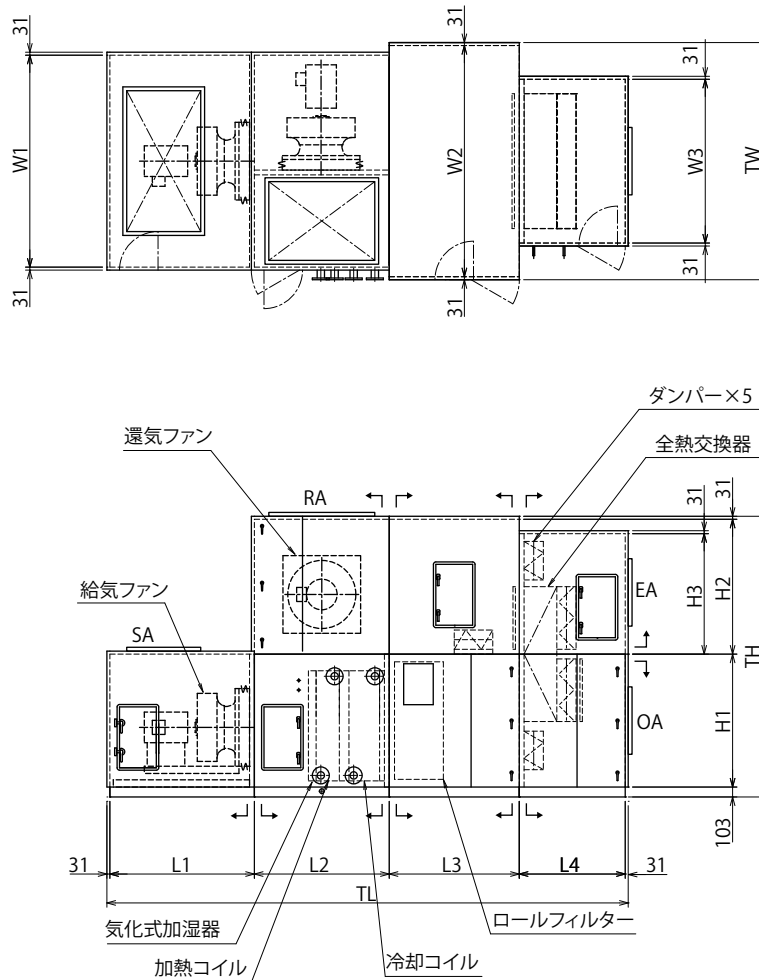 31
31
31
W1
W2
W3
TW
31
31
31
ダンパー×5
全熱交換器
還気ファン
RA
31
31
給気ファン
SA
EA
H3
H2
TH
OA
H1
103
31
L1
L2
L3
L4
31
TL
気化式加湿器
ロールフィルター
加熱コイル
冷却コイル